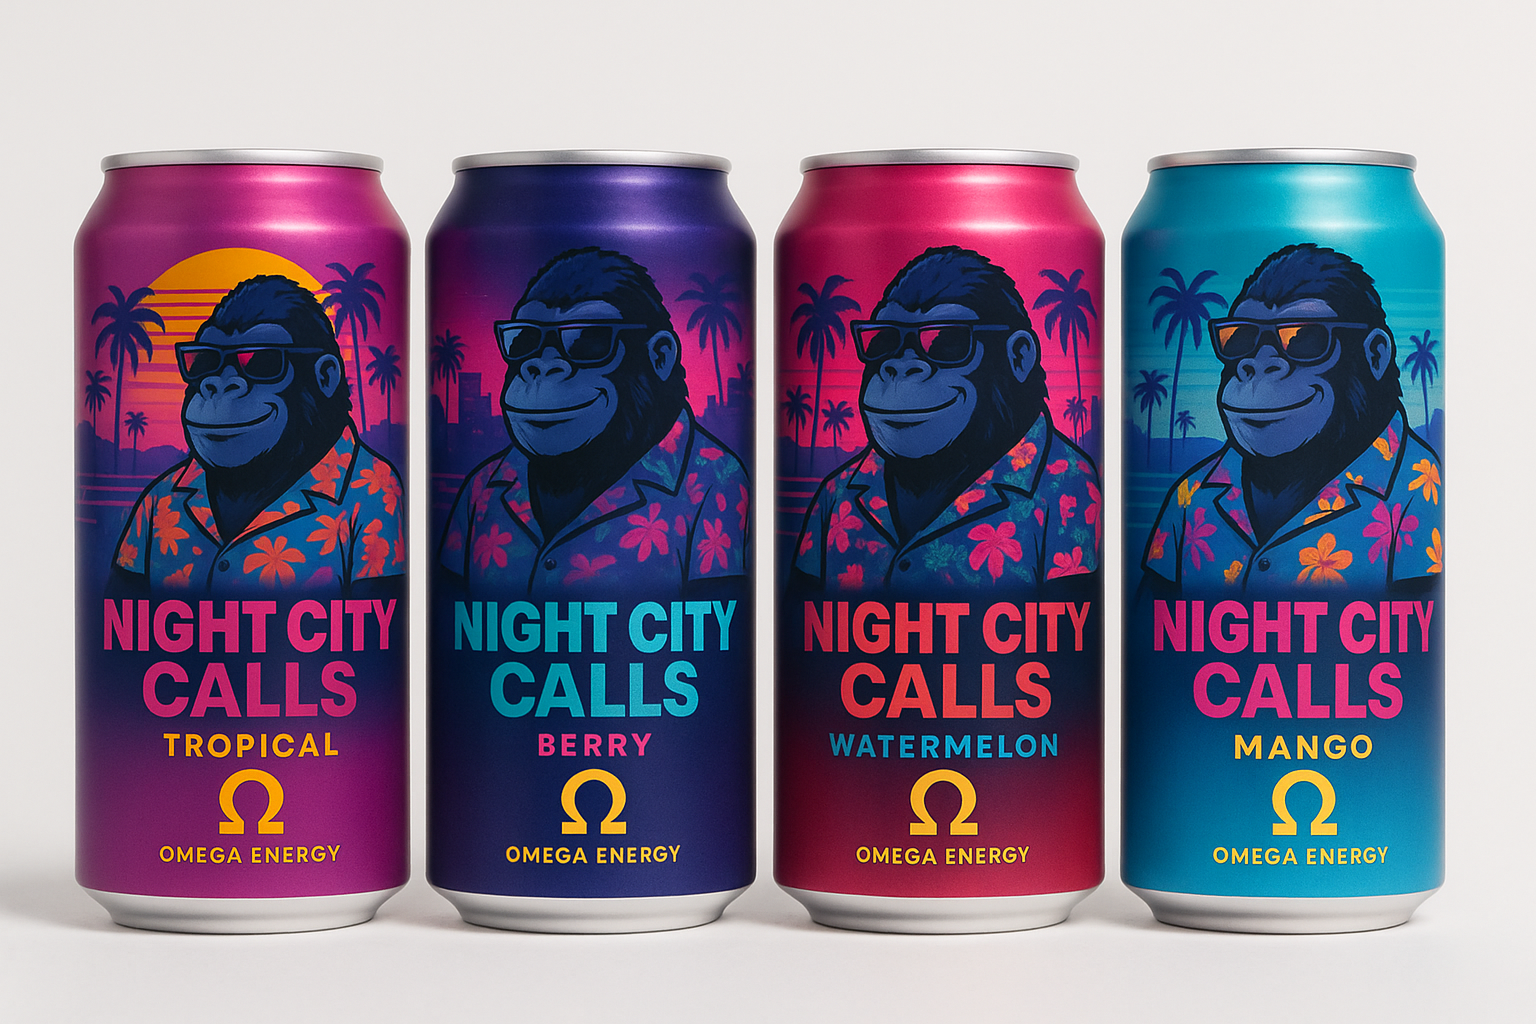 NIGHT CITY
CALLS
TROPICAL
Ω
OMEGA ENERGY
NIGHT CITY
CALLS
BERRY
Ω
OMEGA ENERGY
NIGHT CITY
CALLS
WATERMELON
Ω
OMEGA ENERGY
NIGHT CITY
CALLS
MANGO
Ω
OMEGA ENERGY